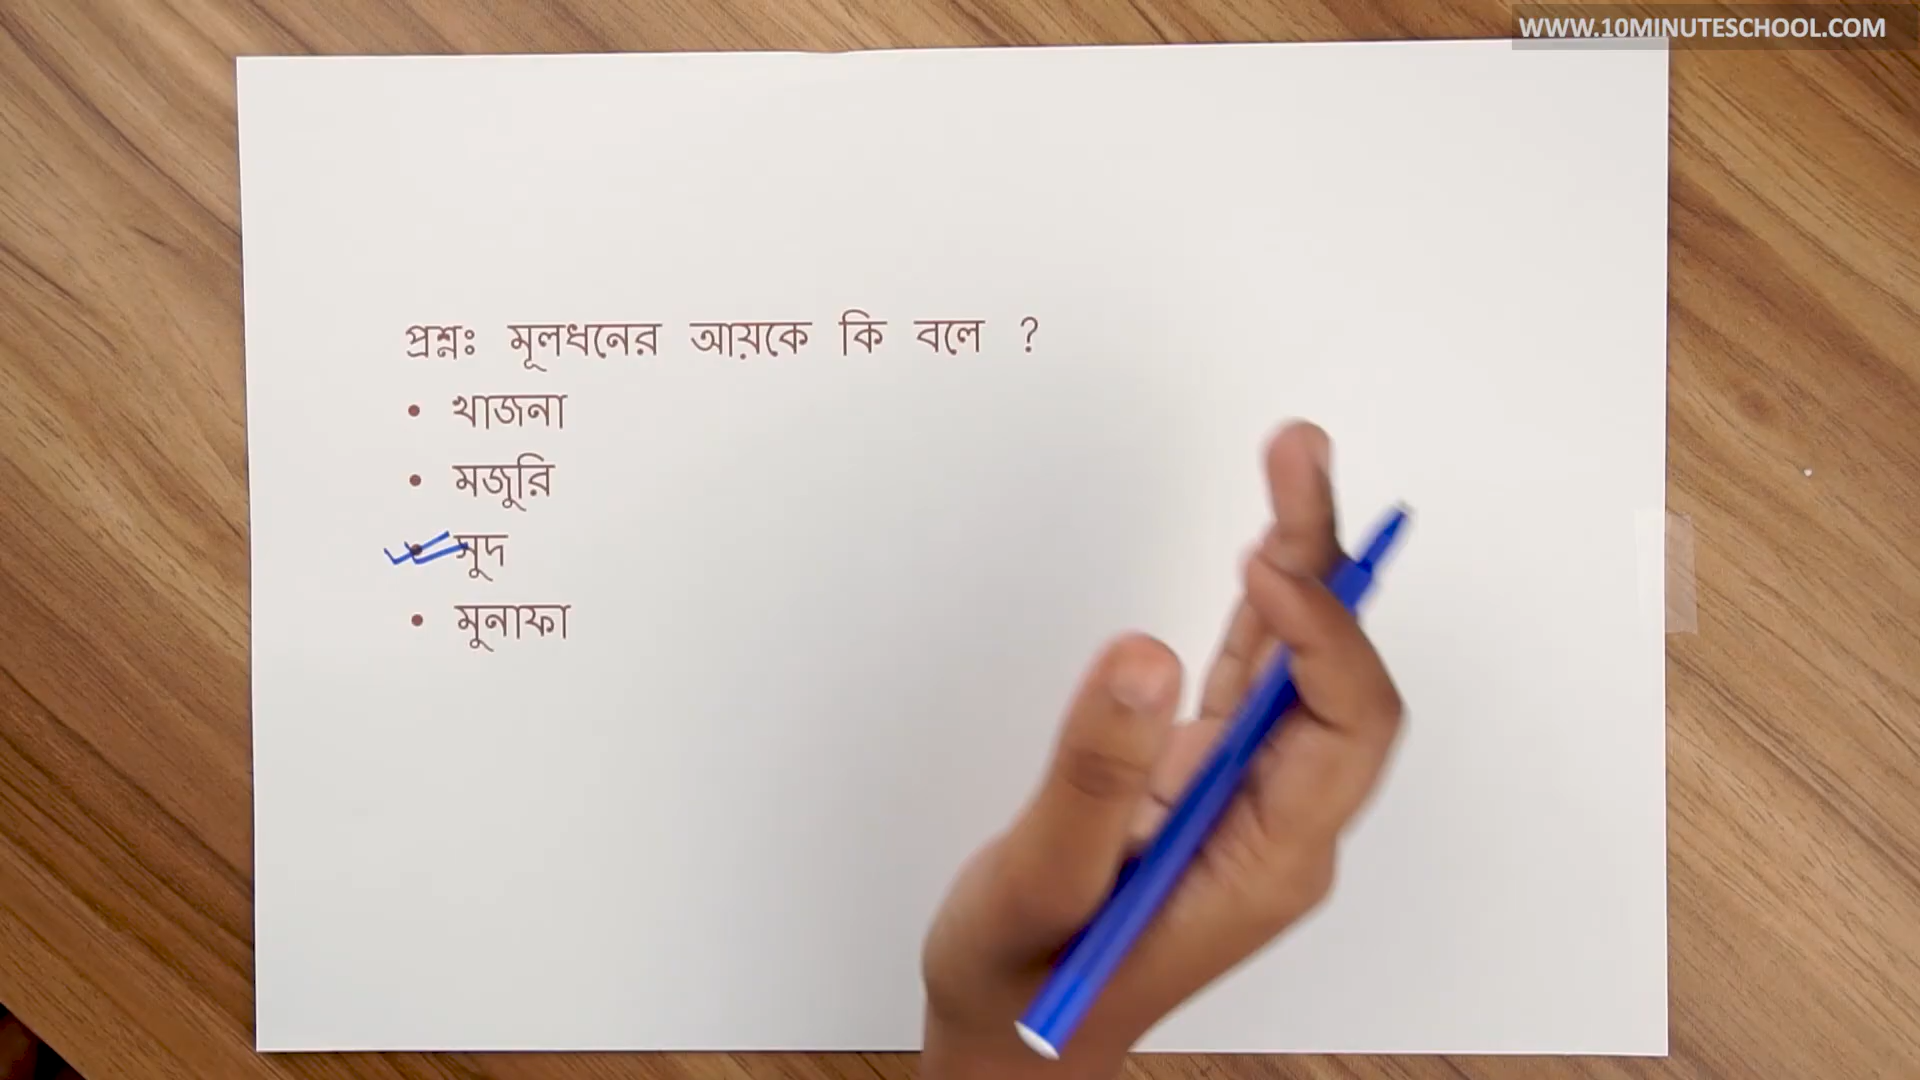 WWW.10MINUTESCHOOL.COM
প্রশ্নঃ মূলধনের আয়কে কি বলে ?
• খাজনা
• মজুরি
• সুদ
• মুনাফা